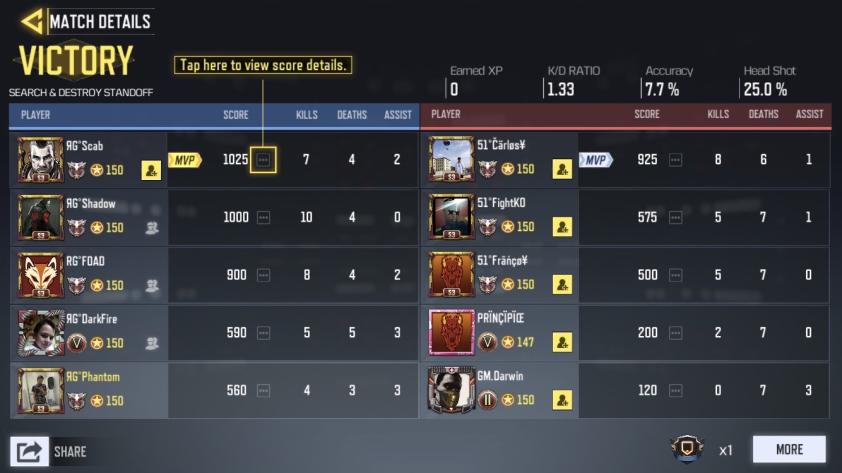 MATCH DETAILS
VICTORY
SEARCH & DESTROY STANDOFF
Tap here to view score details.
Earned XP K/D RATIO Accuracy Head Shot
0 1.33 7.7 % 25.0 %
PLAYER SCORE KILLS DEATHS ASSIST
ЯG°Scab 150 MVP 1025 7 4 2
ЯG°Shadow 150 1000 10 4 0
RG°FOAD 150 900 8 4 2
ЯG°DarkFire 150 590 5 5 3
ЯG°Phantom 150 560 4 3 3
PLAYER SCORE KILLS DEATHS ASSIST
51°Čärløs¥ 150 MVP 925 8 6 1
51°FightKO 150 575 5 7 1
51°Fräńçø¥ 150 500 5 7 0
PRÏNÇÏPÏŒ 147 200 2 7 0
GM.Darwin 150 120 0 7 3
SHARE
x1
MORE